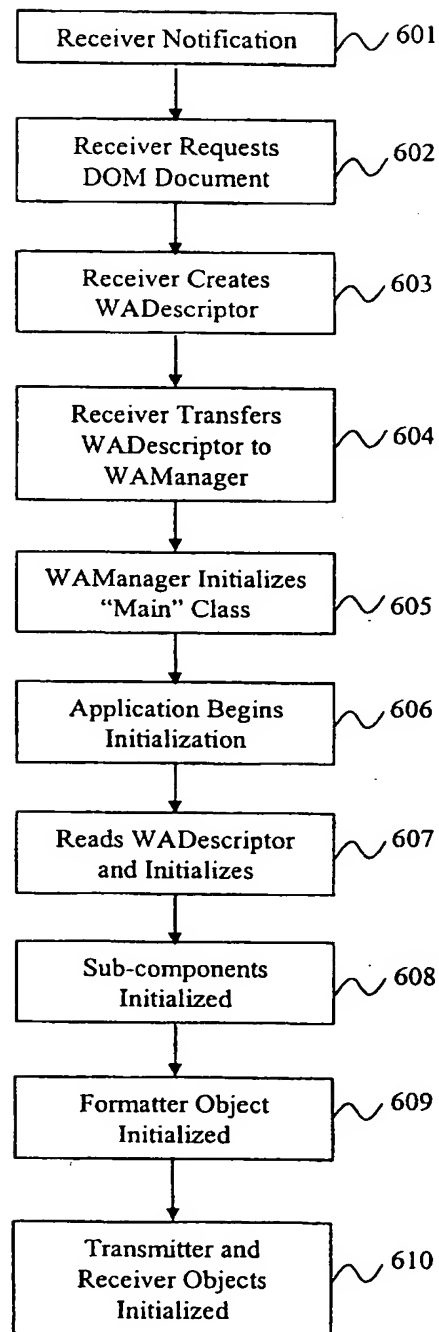 Receiver Notification
601
Receiver Requests
DOM Document
602
Receiver Creates
WADescriptor
603
Receiver Transfers
WADescriptor to
WAManager
604
WAManager Initializes
“Main” Class
605
Application Begins
Initialization
606
Reads WADescriptor
and Initializes
607
Sub-components
Initialized
608
Formatter Object
Initialized
609
Transmitter and
Receiver Objects
Initialized
610